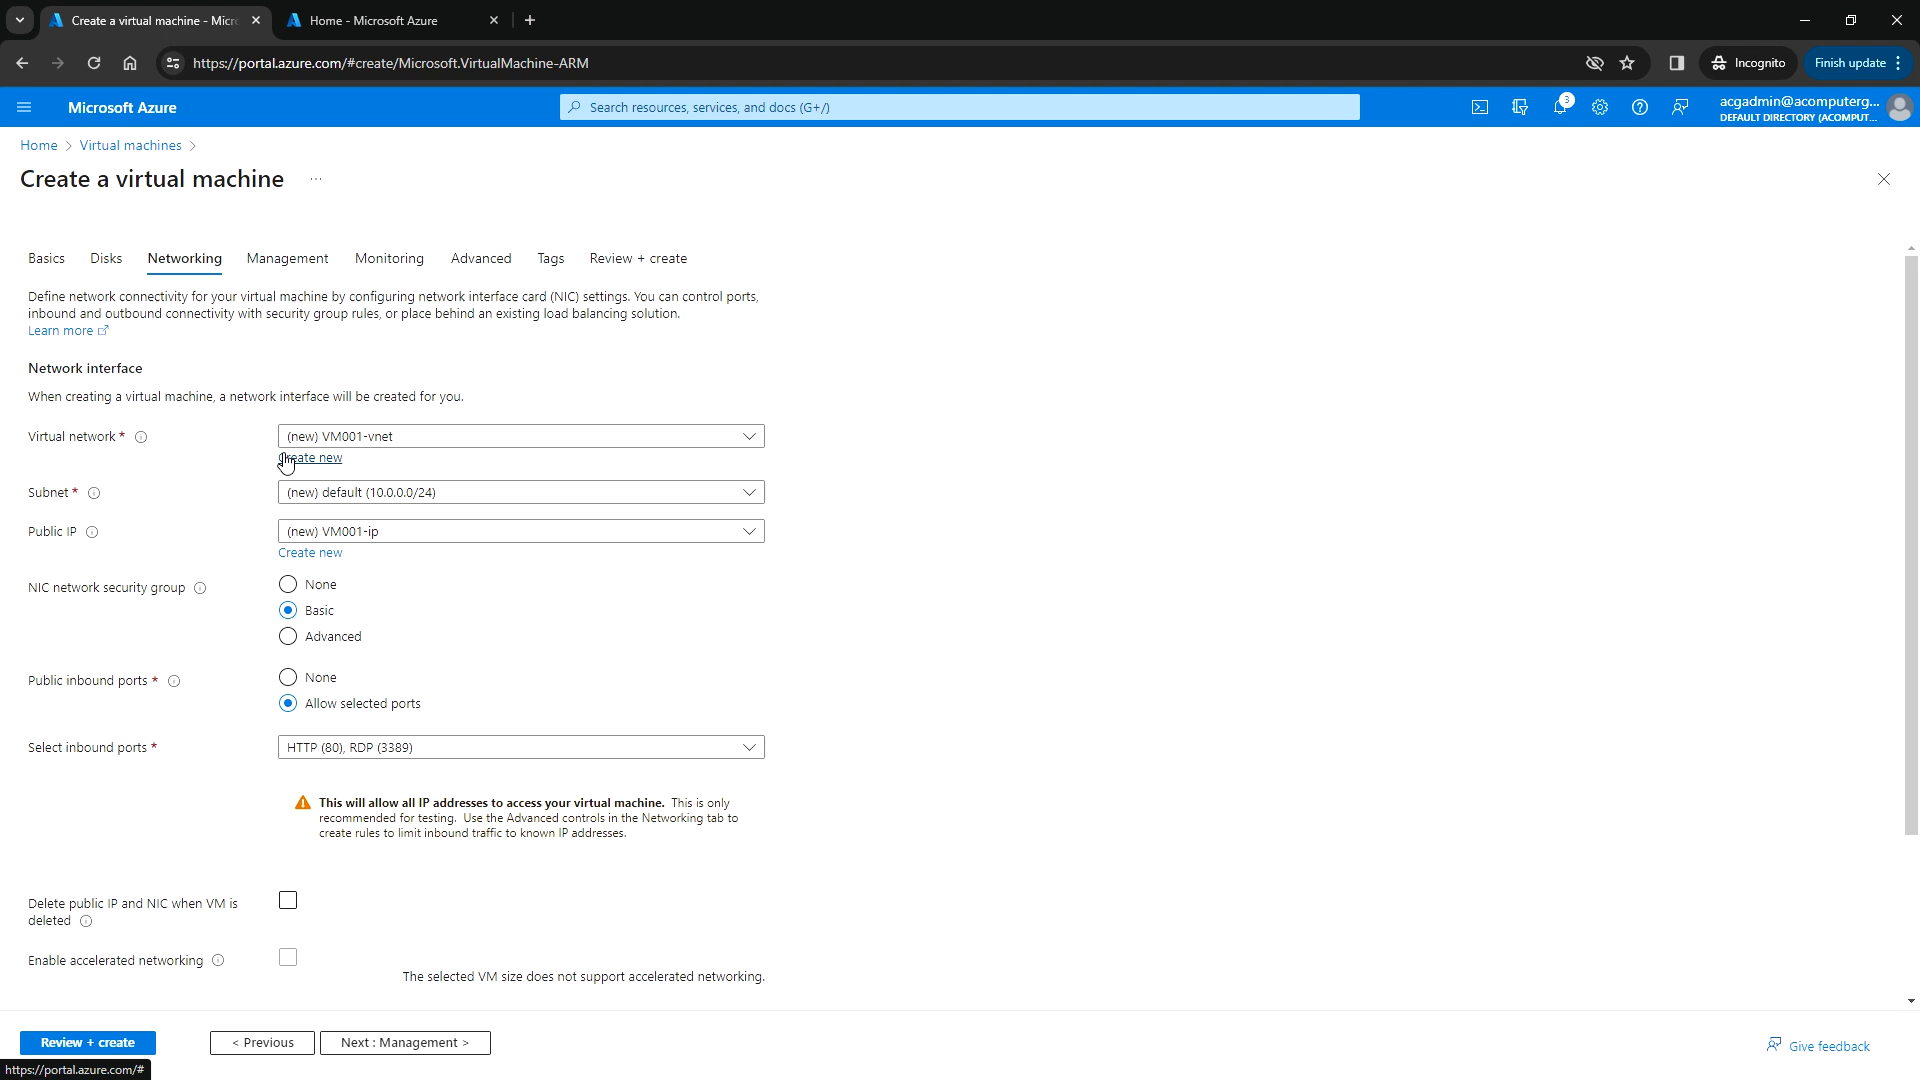 Create a virtual machine - Micr
Home - Microsoft Azure
https://portal.azure.com/#create/Microsoft.VirtualMachine-ARM
Incognito
Finish update
Microsoft Azure
Search resources, services, and docs (G+/)
3
acgadmin@acomputerg...
DEFAULT DIRECTORY (ACOMPUT...
Home > Virtual machines >
Create a virtual machine ...
Basics Disks Networking Management Monitoring Advanced Tags Review + create
Define network connectivity for your virtual machine by configuring network interface card (NIC) settings. You can control ports,
inbound and outbound connectivity with security group rules, or place behind an existing load balancing solution.
Learn more
Network interface
When creating a virtual machine, a network interface will be created for you.
Virtual network *
(new) VM001-vnet
Create new
Subnet *
(new) default (10.0.0.0/24)
Public IP
(new) VM001-ip
Create new
NIC network security group
None
Basic
Advanced
Public inbound ports *
None
Allow selected ports
Select inbound ports *
HTTP (80), RDP (3389)
This will allow all IP addresses to access your virtual machine. This is only
recommended for testing. Use the Advanced controls in the Networking tab to
create rules to limit inbound traffic to known IP addresses.
Delete public IP and NIC when VM is
deleted
Enable accelerated networking
The selected VM size does not support accelerated networking.
Review + create
< Previous
Next : Management >
Give feedback
https://portal.azure.com/#